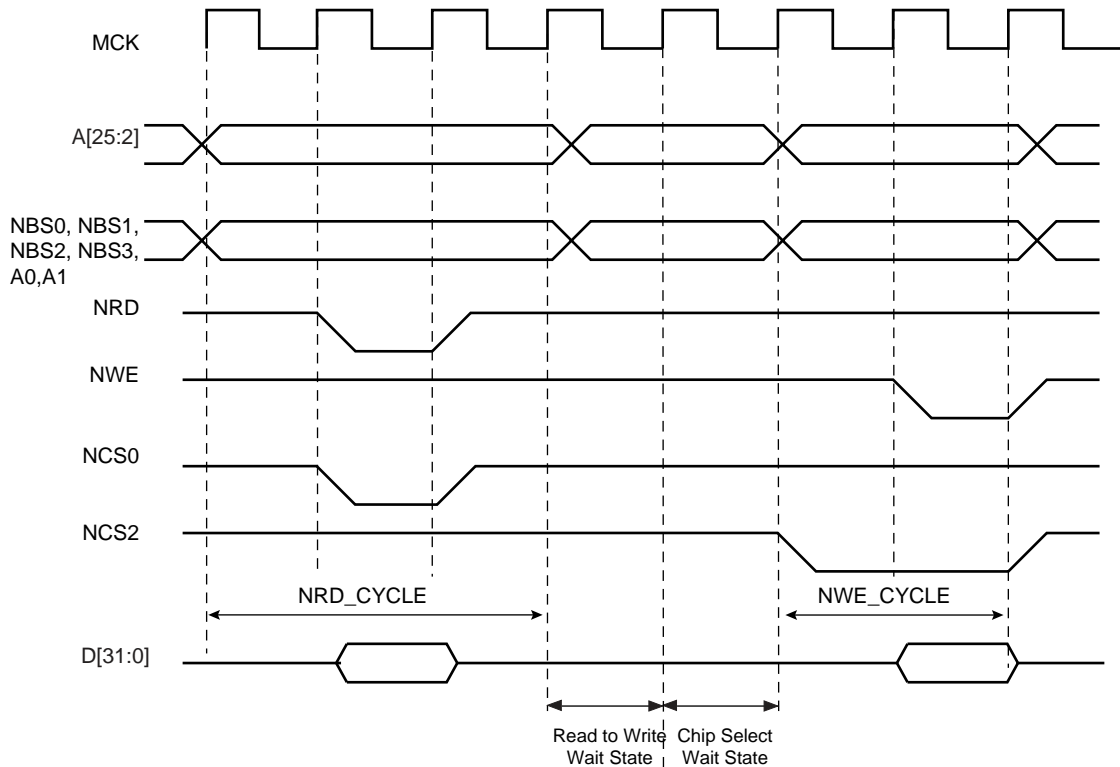 MCK
A[25:2]
NBS0, NBS1,
NBS2, NBS3,
A0,A1
NRD
NWE
NCS0
NCS2
NRD_CYCLE
NWE_CYCLE
D[31:0]
Read to Write
Wait State
Chip Select
Wait State